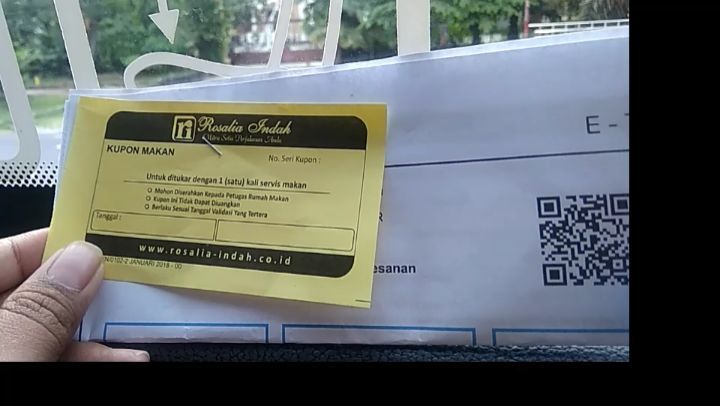 E-
Rosalia Indah
Mitra Setia Perjalanan Anda
KUPON MAKAN
No. Seri Kupon :
Untuk ditukar dengan 1 (satu) kali servis makan
Mohon Diserahkan Kepada Petugas Rumah Makan
Kupon Ini Tidak Dapat Diuangkan
Berlaku Sesuai Tanggal Validasi Yang Tertera
Tanggal :
www.rosalia-indah.co.id
/0102-2 JANUARI 2018 - 00
esanan